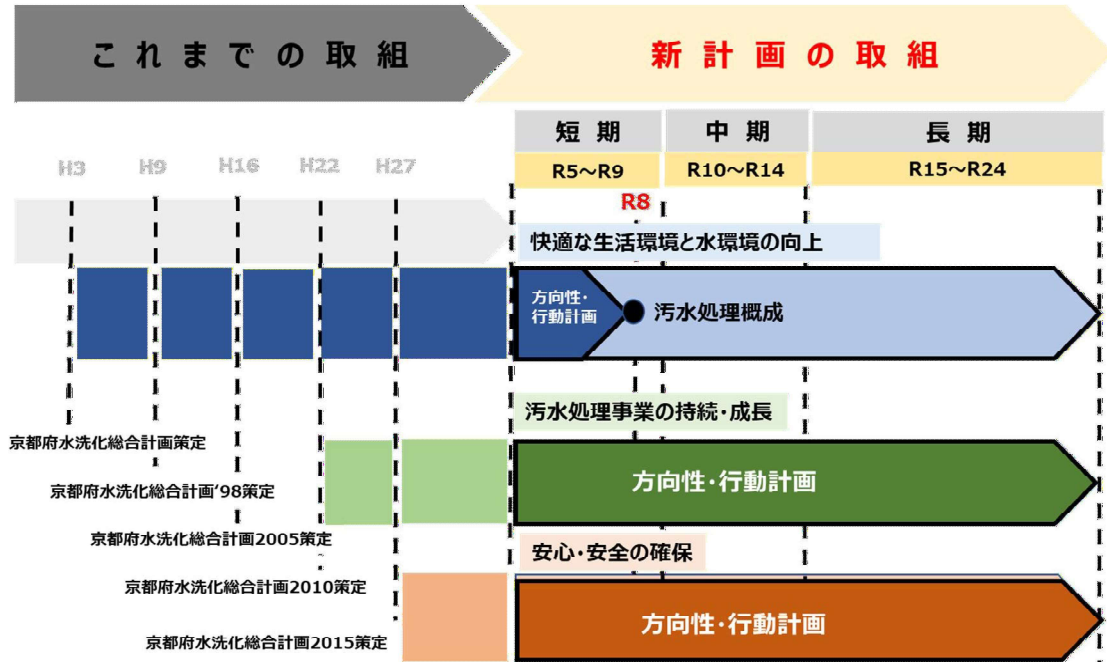 これまでの取組
新計画の取組
短期
中期
長期
R5～R9
R10～R14
R15～R24
H3
H9
H16
H22
H27
R8
快適な生活環境と水環境の向上
方向性・
行動計画
汚水処理概成
汚水処理事業の持続・成長
方向性・行動計画
安心・安全の確保
方向性・行動計画
京都府水洗化総合計画策定
京都府水洗化総合計画‘98策定
京都府水洗化総合計画2005策定
京都府水洗化総合計画2010策定
京都府水洗化総合計画2015策定